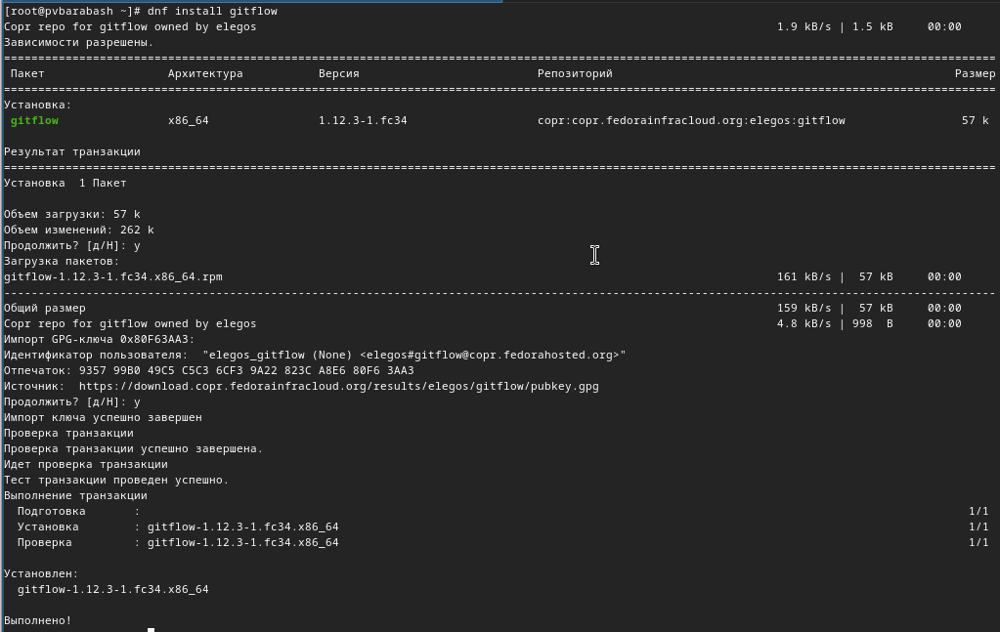 [root@pvbarabash ~]# dnf install gitflow
Copr repo for gitflow owned by elegos 1.9 kB/s | 1.5 kB 00:00
Зависимости разрешены.
Пакет Архитектура Версия Репозиторий Размер
Установка:
gitflow x86_64 1.12.3-1.fc34 copr:copr.fedorainfracloud.org:elegos:gitflow 57 k
Результат транзакции
Установка 1 Пакет
Объем загрузки: 57 k
Объем изменений: 262 k
Продолжить? [д/Н]: y
Загрузка пакетов:
gitflow-1.12.3-1.fc34.x86_64.rpm 161 kB/s | 57 kB 00:00
Общий размер 159 kB/s | 57 kB 00:00
Copr repo for gitflow owned by elegos 4.8 kB/s | 998 B 00:00
Импорт GPG-ключа 0x80F63AA3:
Идентификатор пользователя: "elegos_gitflow (None) <elegos#gitflow@copr.fedorahosted.org>"
Отпечаток: 9357 99B0 49C5 C5C3 6CF3 9A22 823C A8E6 80F6 3AA3
Источник: https://download.copr.fedorainfracloud.org/results/elegos/gitflow/pubkey.gpg
Продолжить? [д/Н]: y
Импорт ключа успешно завершен
Проверка транзакции
Проверка транзакции успешно завершена.
Идет проверка транзакции
Тест транзакции проведен успешно.
Выполнение транзакции
Подготовка : 1/1
Установка : gitflow-1.12.3-1.fc34.x86_64 1/1
Проверка : gitflow-1.12.3-1.fc34.x86_64 1/1
Установлен:
gitflow-1.12.3-1.fc34.x86_64
Выполнено!